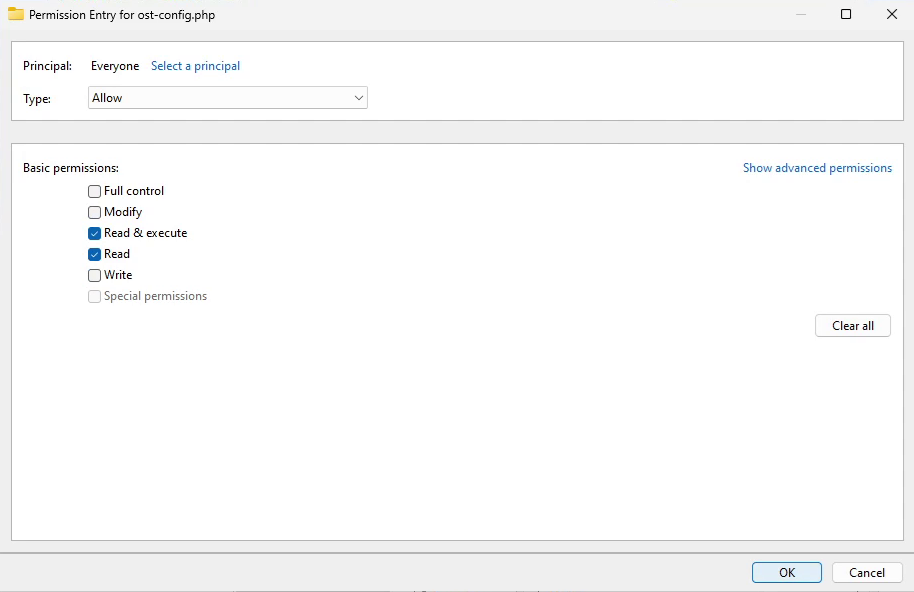 Permission Entry for ost-config.php
Principal: Everyone Select a principal
Type: Allow
Basic permissions: Show advanced permissions
Full control
Modify
Read & execute
Read
Write
Special permissions
Clear all
OK Cancel